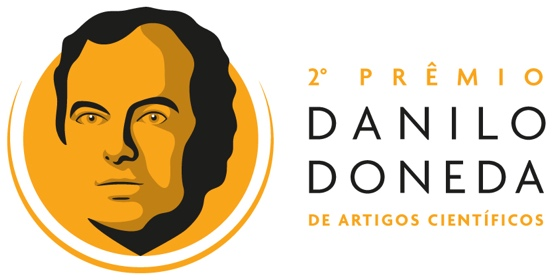 2º PRÊMIO
DANILO
DONEDA
DE ARTIGOS CIENTÍFICOS